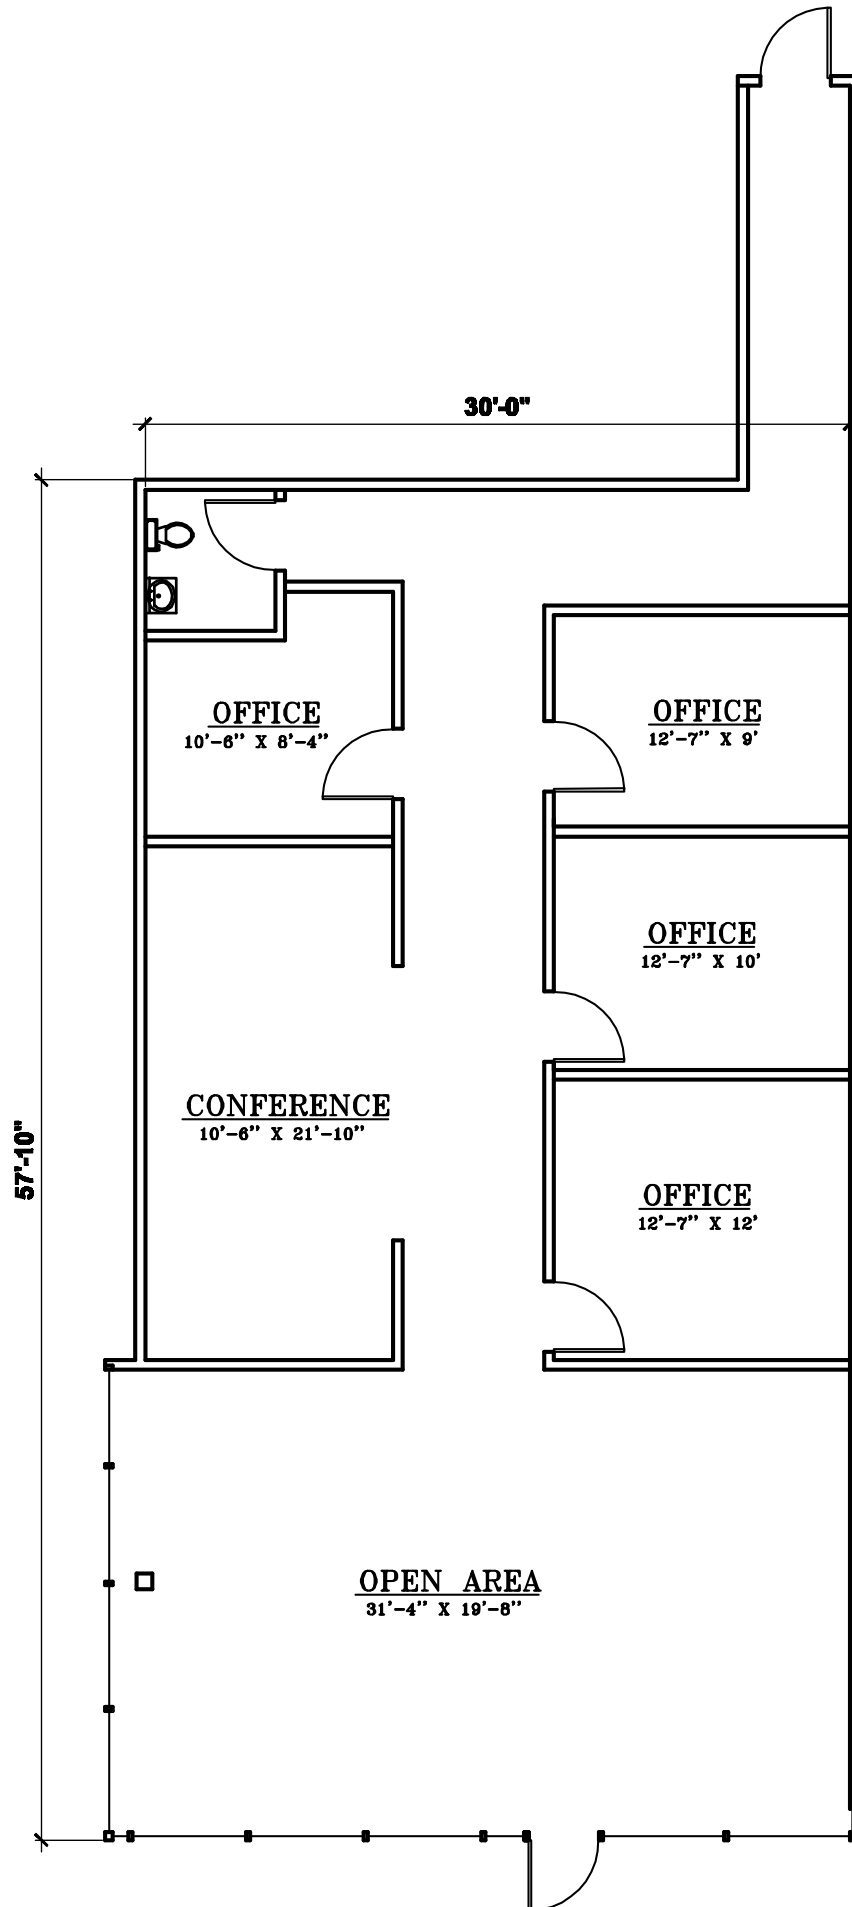 30'-0"
OFFICE
10'-6" X 8'-4"
OFFICE
12'-7" X 9'
OFFICE
12'-7" X 10'
CONFERENCE
10'-6" X 21'-10"
57'-10"
OFFICE
12'-7" X 12'
OPEN AREA
31'-4" X 19'-8"